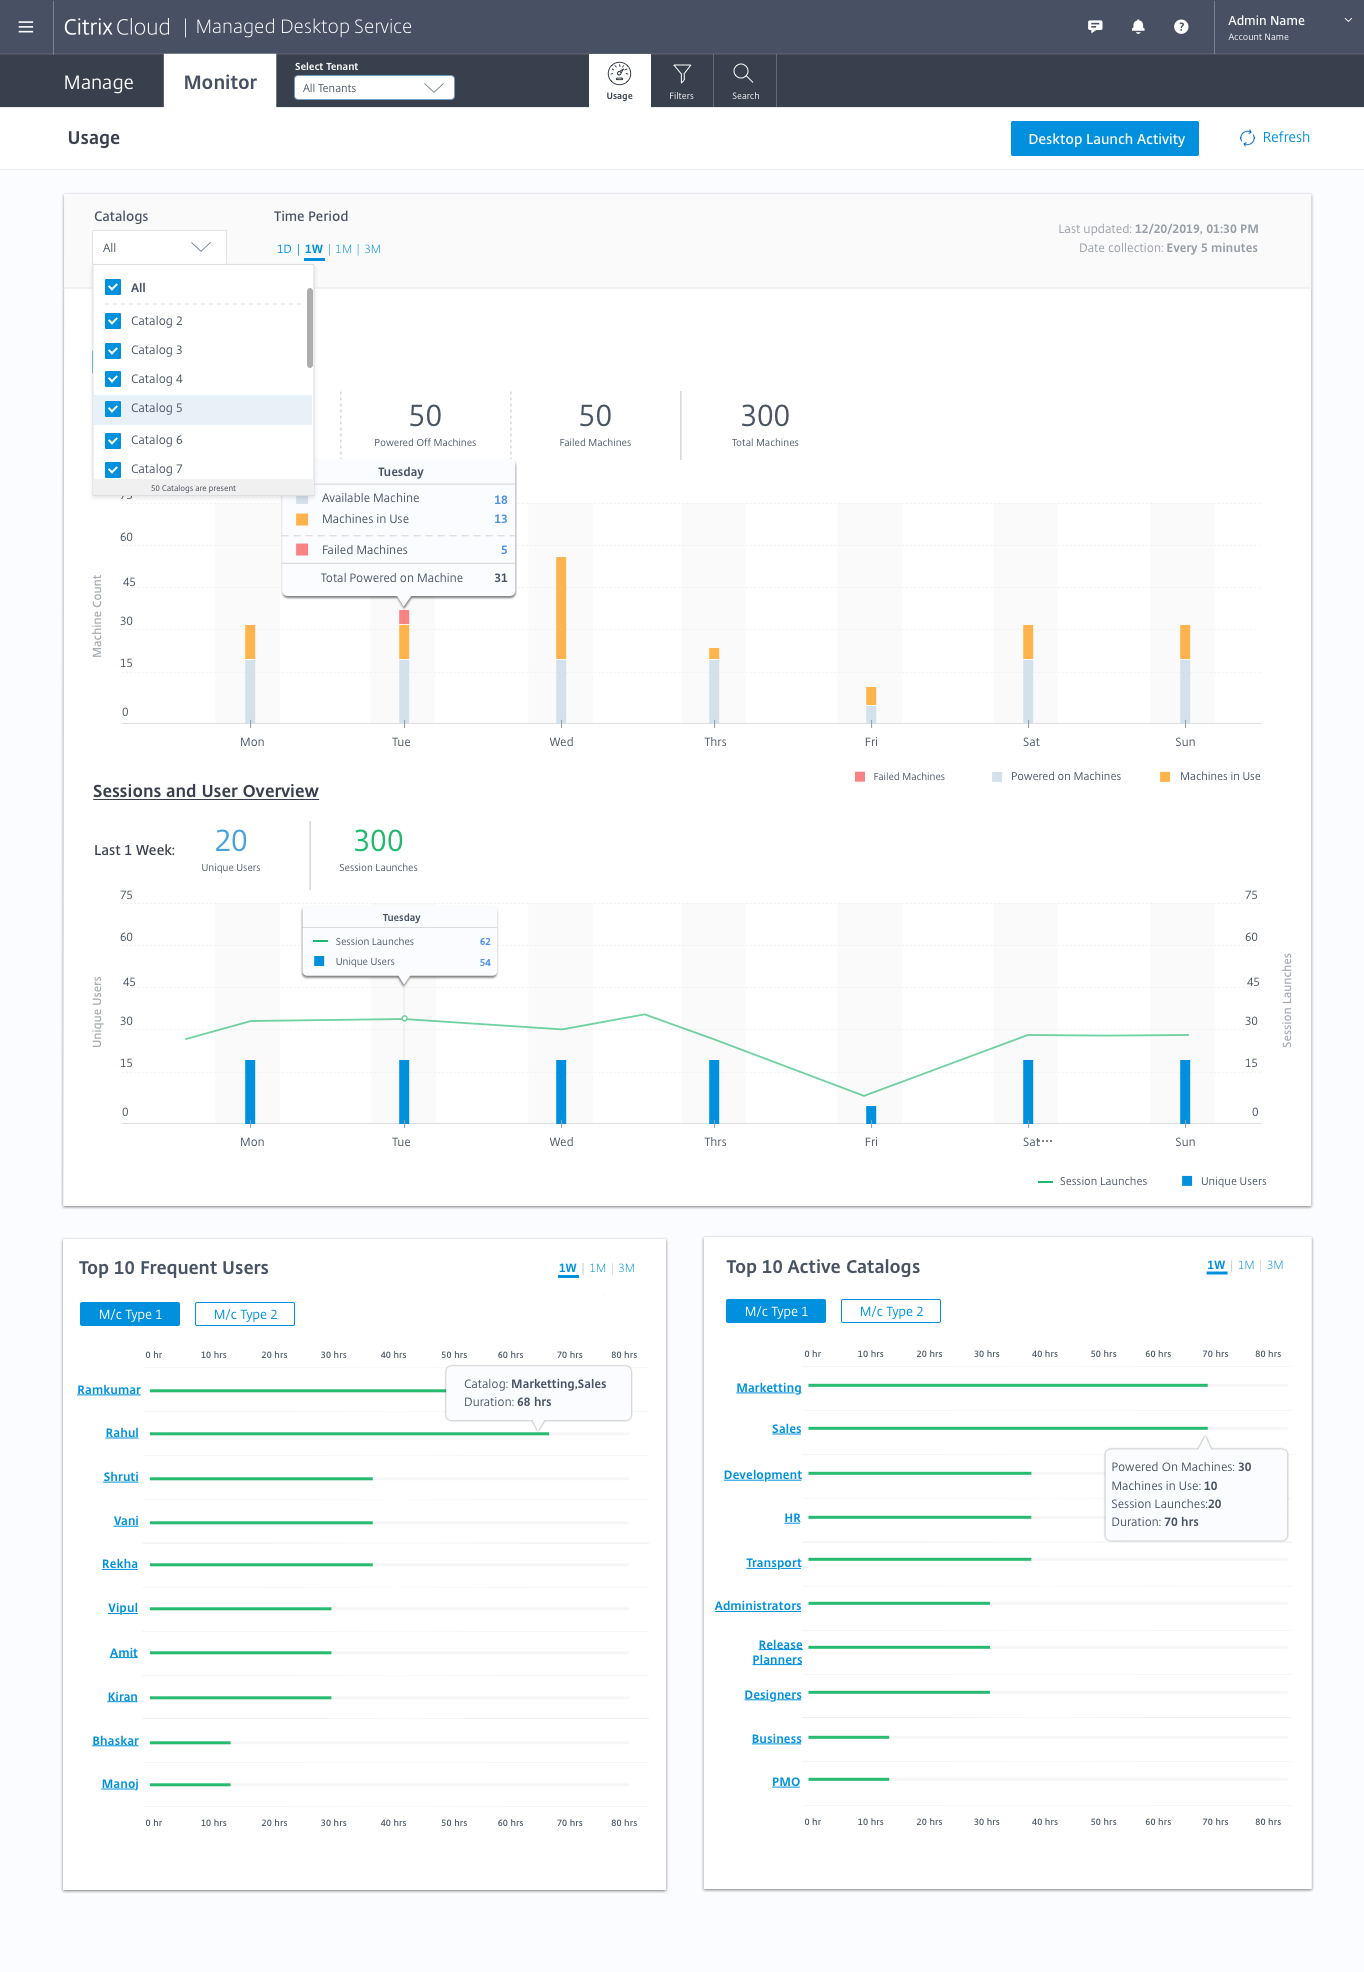 Citrix Cloud | Managed Desktop Service
Admin Name
Account Name
Manage
Monitor
Select Tenant
All Tenants
Usage
Filters
Search
Usage
Desktop Launch Activity
Refresh
Catalogs
Time Period
All
1D | 1W | 1M | 3M
Last updated: 12/20/2019, 01:30 PM
Date collection: Every 5 minutes
All
Catalog 2
Catalog 3
Catalog 4
Catalog 5
Catalog 6
Catalog 7
50 Catalogs are present
50
Powered Off Machines
50
Failed Machines
300
Total Machines
Tuesday
Available Machine 18
Machines in Use 13
Failed Machines 5
Total Powered on Machine 31
Machine Count
75
60
45
30
15
0
Mon Tue Wed Thrs Fri Sat Sun
Failed Machines Powered on Machines Machines in Use
Sessions and User Overview
Last 1 Week:
20
Unique Users
300
Session Launches
Tuesday
Session Launches 62
Unique Users 54
Unique Users
75 75
60 60
45 45
30 30
15 15
0 0
Session Launches
Mon Tue Wed Thrs Fri Sat... Sun
Session Launches Unique Users
Top 10 Frequent Users
1W | 1M | 3M
M/c Type 1 M/c Type 2
0 hr 10 hrs 20 hrs 30 hrs 40 hrs 50 hrs 60 hrs 70 hrs 80 hrs
Ramkumar
Catalog: Marketting,Sales
Duration: 68 hrs
Rahul
Shruti
Vani
Rekha
Vipul
Amit
Kiran
Bhaskar
Manoj
0 hr 10 hrs 20 hrs 30 hrs 40 hrs 50 hrs 60 hrs 70 hrs 80 hrs
Top 10 Active Catalogs
1W | 1M | 3M
M/c Type 1 M/c Type 2
0 hr 10 hrs 20 hrs 30 hrs 40 hrs 50 hrs 60 hrs 70 hrs 80 hrs
Marketting
Sales
Powered On Machines: 30
Machines in Use: 10
Session Launches:20
Duration: 70 hrs
Development
HR
Transport
Administrators
Release
Planners
Designers
Business
PMO
0 hr 10 hrs 20 hrs 30 hrs 40 hrs 50 hrs 60 hrs 70 hrs 80 hrs